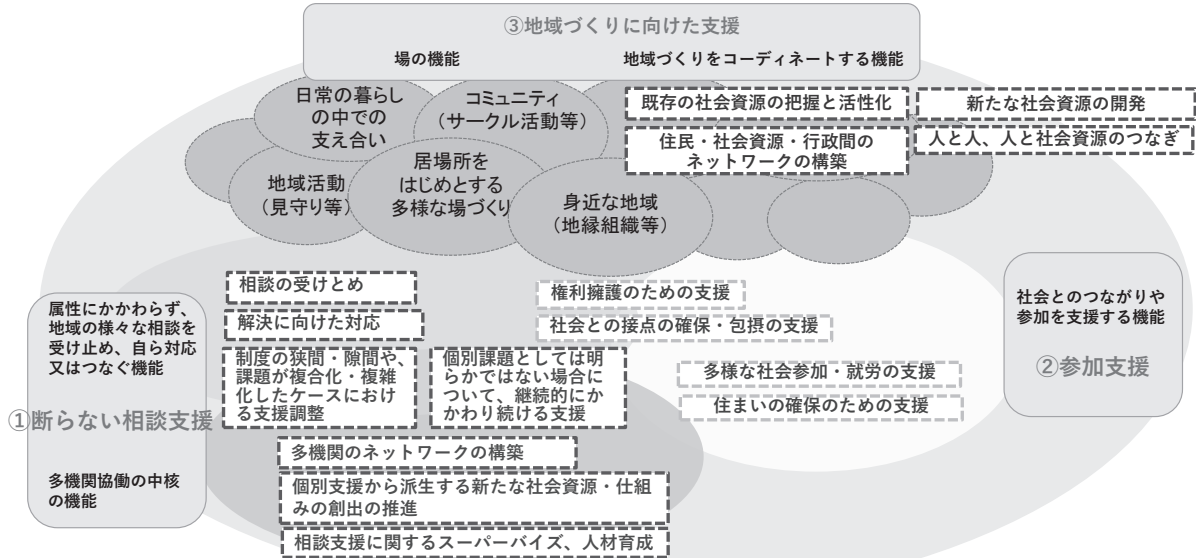 ③地域づくりに向けた支援
場の機能
地域づくりをコーディネートする機能
日常の暮らし
の中での
支え合い
コミュニティ
（サークル活動等）
既存の社会資源の把握と活性化
新たな社会資源の開発
住民・社会資源・行政間の
ネットワークの構築
人と人、人と社会資源のつなぎ
地域活動
（見守り等）
居場所を
はじめとする
多様な場づくり
身近な地域
（地縁組織等）
属性にかかわらず、
地域の様々な相談を
受け止め、自ら対応
又はつなぐ機能
①断らない相談支援
多機関協働の中核
の機能
相談の受けとめ
解決に向けた対応
制度の狭間・隙間や、
課題が複合化・複雑
化したケースにおけ
る支援調整
個別課題としては明
らかではない場合に
ついて、継続的にか
かわり続ける支援
多機関のネットワークの構築
個別支援から派生する新たな社会資源・仕組
みの創出の推進
相談支援に関するスーパーバイズ、人材育成
権利擁護のための支援
社会との接点の確保・包摂の支援
多様な社会参加・就労の支援
住まいの確保のための支援
社会とのつながりや
参加を支援する機能
②参加支援